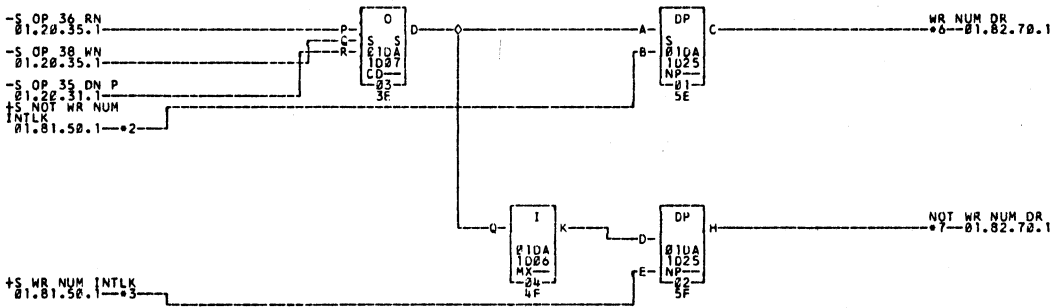 -S OP 36 RN
01.20.35.1
-S OP 38 WN
01.20.35.1
-S OP 35 DN P
01.20.31.1
+S NOT WR NUM
INTLK
01.81.50.1 *2
P
Q
R
O
S S
01DA
1D07
CD
03
3E
D
A
B
DP
S
01DA
1D25
NP
01
5E
C
WR NUM DR
*6 01.82.70.1
Q
I
01DA
1D06
MX
04
4F
K
D
E
DP
01DA
1D25
NP
02
5F
H
NOT WR NUM DR
*7 01.82.70.1
+S WR NUM INTLK
01.81.50.1 *3